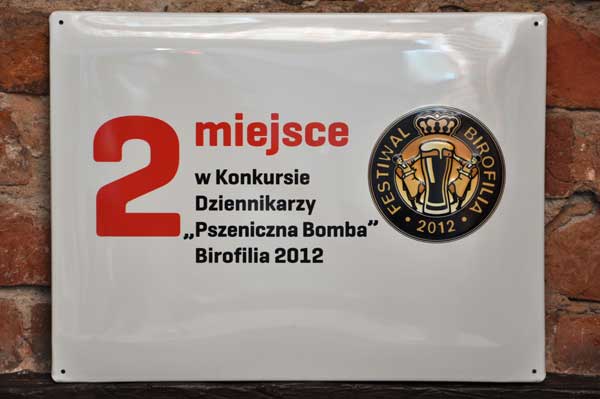 2 miejsce
w Konkursie
Dziennikarzy
„Pszeniczna Bomba”
Birofilia 2012
FESTIWAL BIROFILIA
• 2012 •